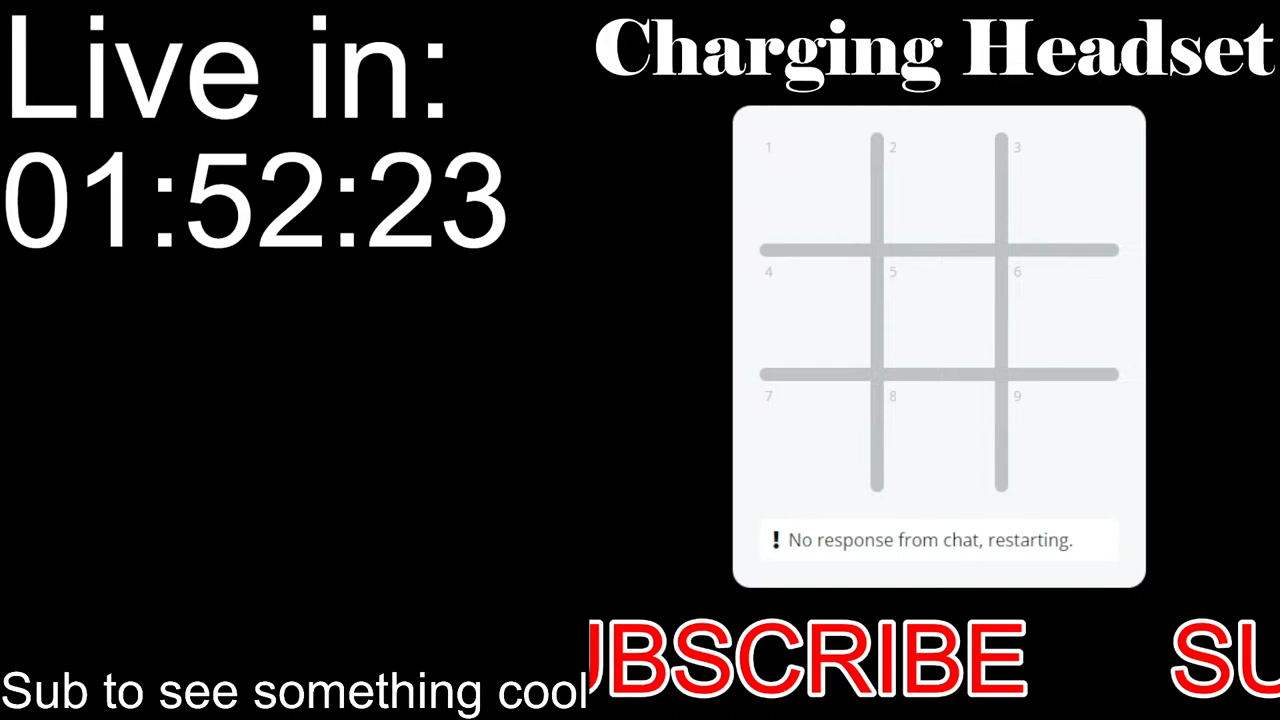 Live in:
01:52:23
Charging Headset
1 2 3
4 5 6
7 8 9
! No response from chat, restarting.
Sub to see something cool
UBSCRIBE SU